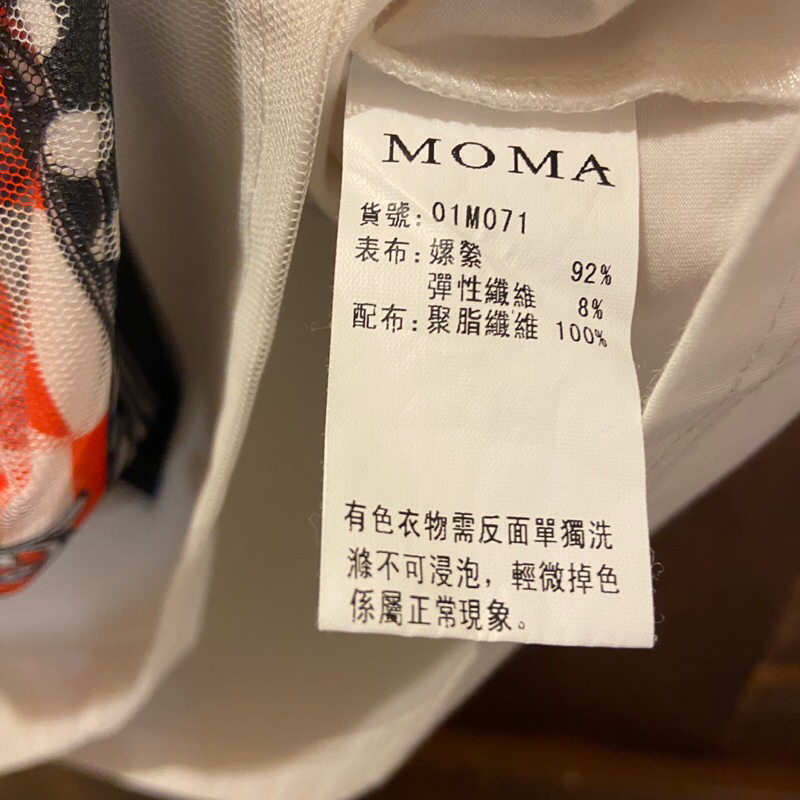 MOMA
貨號:01M071
表布:嫘縈 92%
彈性纖維 8%
配布:聚脂纖維 100%
有色衣物需反面單獨洗
滌不可浸泡，輕微掉色
係屬正常現象。